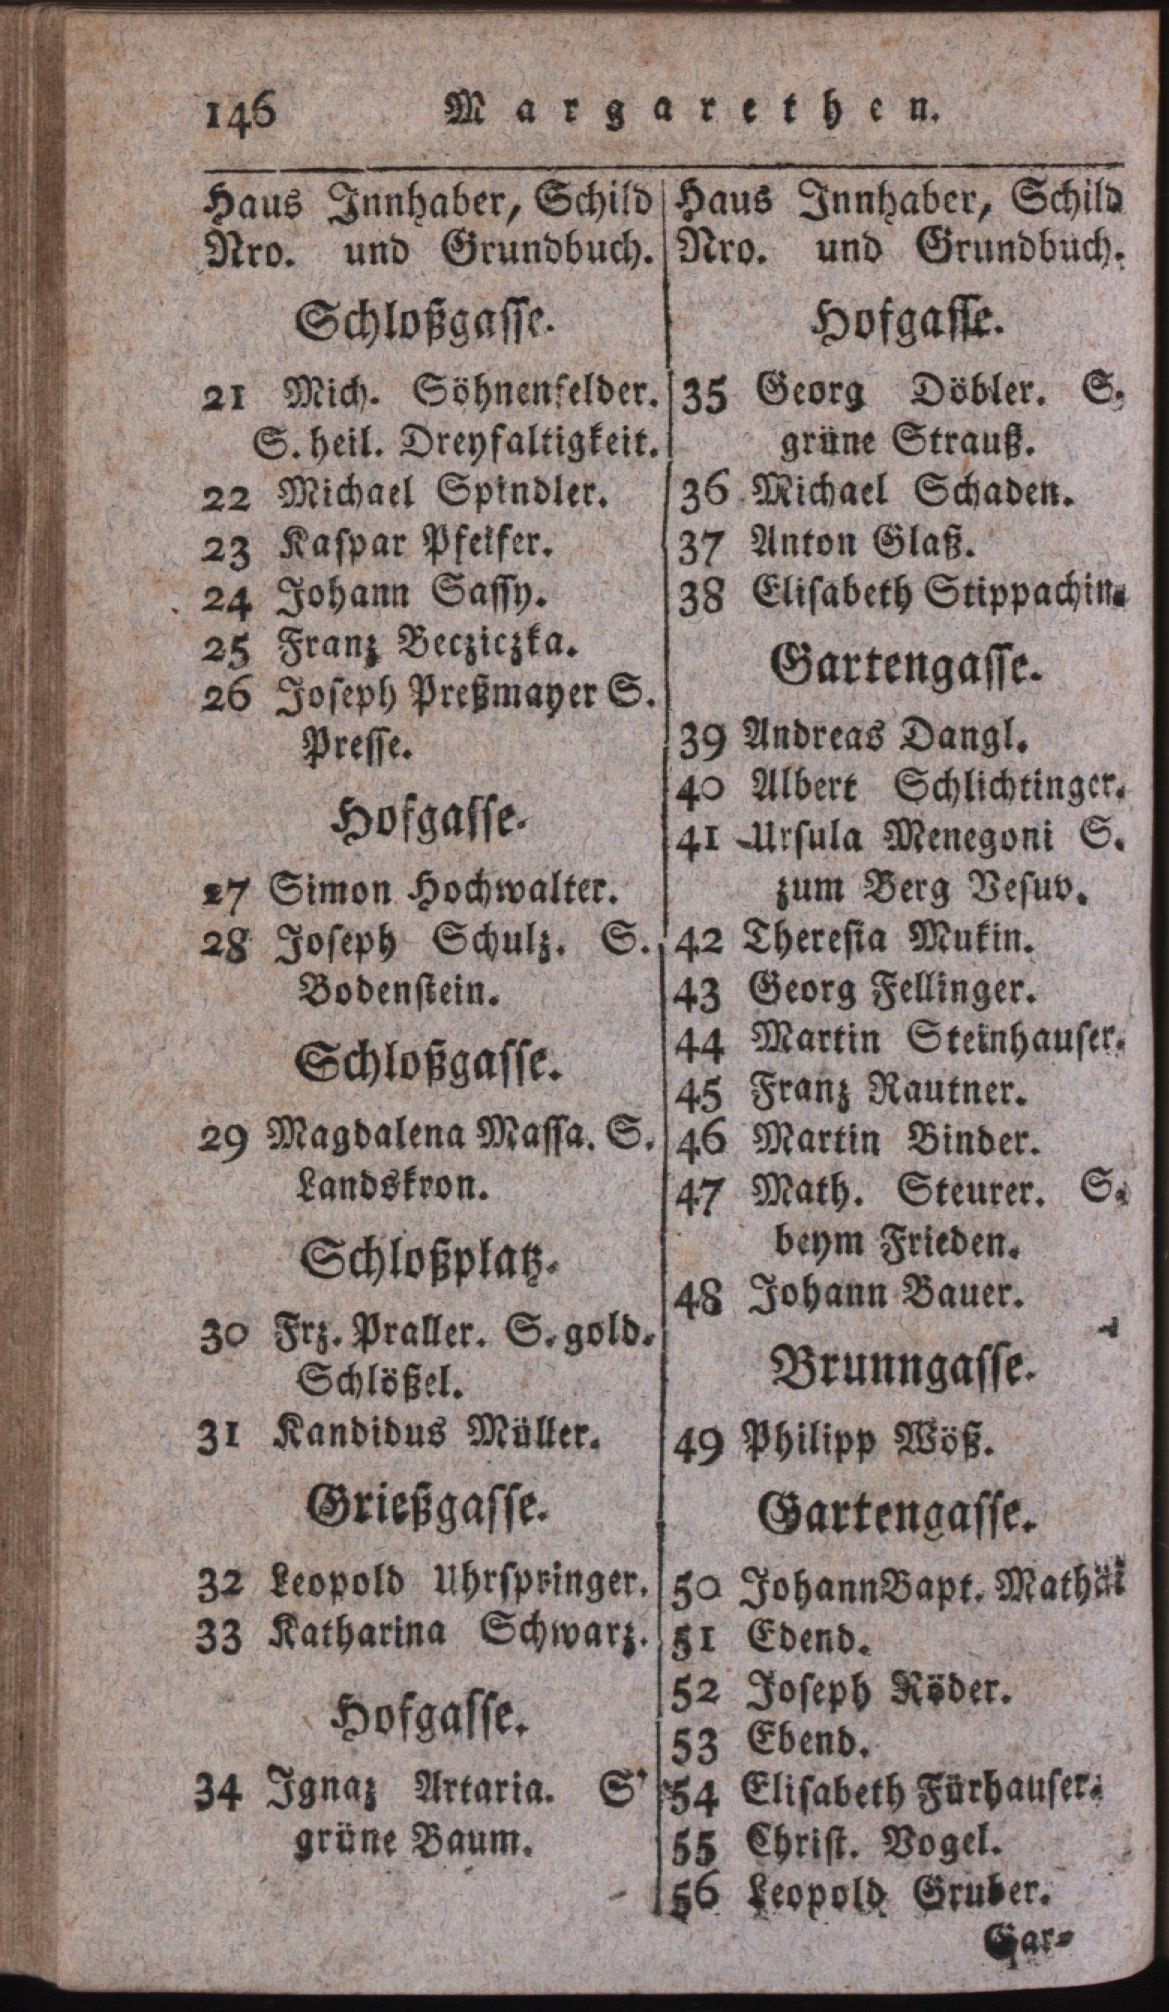 146 Margarethen.
Haus Innhaber, Schild
Nro. und Grundbuch.
Schloßgasse.
21 Mich. Söhnenfelder.
S. heil. Dreyfaltigkeit.
22 Michael Spindler.
23 Kaspar Pfeifer.
24 Johann Sassy.
25 Franz Becziczka.
26 Joseph Preßmayer S.
Presse.
Hofgasse.
27 Simon Hochwalter.
28 Joseph Schulz. S.
Bodenstein.
Schloßgasse.
29 Magdalena Massa. S.
Landskron.
Schloßplatz.
30 Frz. Praller. S. gold.
Schlößel.
31 Kandidus Müller.
Grießgasse.
32 Leopold Uhrspringer.
33 Katharina Schwarz.
Hofgasse.
34 Ignaz Artaria. S.
grüne Baum.
Haus Innhaber, Schild
Nro. und Grundbuch.
Hofgasse.
35 Georg Döbler. S.
grüne Strauß.
36 Michael Schaden.
37 Anton Glaß.
38 Elisabeth Stippachin.
Gartengasse.
39 Andreas Dangl.
40 Albert Schlichtinger.
41 Ursula Menegoni S.
zum Berg Vesuv.
42 Theresia Mukin.
43 Georg Fellinger.
44 Martin Steinhauser.
45 Franz Rautner.
46 Martin Binder.
47 Math. Steurer. S.
beym Frieden.
48 Johann Bauer.
Brunngasse.
49 Philipp Wöß.
Gartengasse.
50 Johann Bapt. Mathäi
51 Edend.
52 Joseph Röder.
53 Ebend.
54 Elisabeth Fürhauser.
55 Christ. Vogel.
56 Leopold Gruber.
Gar=